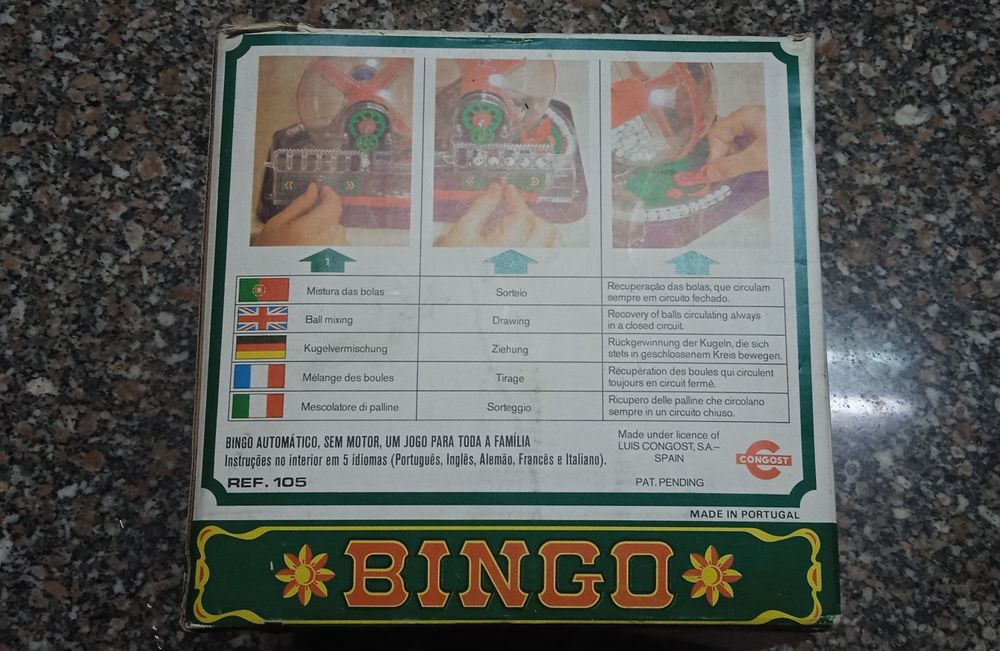 1
Mistura das bolas
Sorteio
Recuperação das bolas, que circulam
sempre em circuito fechado.
Ball mixing
Drawing
Recovery of balls circulating always
in a closed circuit.
Kugelvermischung
Ziehung
Rückgewinnung der Kugeln, die sich
stets in geschlossenem Kreis bewegen.
Mélange des boules
Tirage
Récupération des boules qui circulent
toujours en circuit fermé.
Mescolatore di palline
Sorteggio
Ricupero delle palline che circolano
sempre in un circuito chiuso.
BINGO AUTOMÁTICO, SEM MOTOR, UM JOGO PARA TODA A FAMÍLIA
Instruções no interior em 5 idiomas (Português, Inglês, Alemão, Francês e Italiano).
REF. 105
Made under licence of
LUIS CONGOST, S.A.–
SPAIN
PAT. PENDING
CONGOST
MADE IN PORTUGAL
BINGO